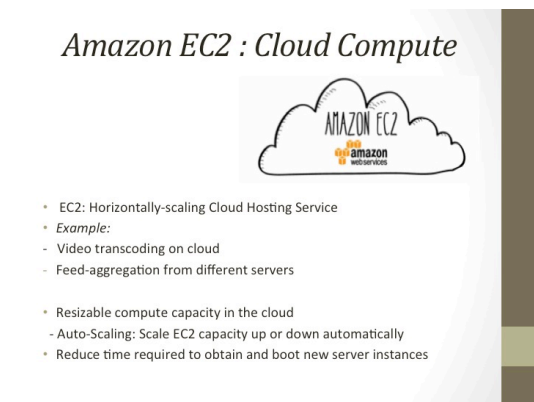 Amazon EC2 : Cloud Compute
AMAZON EC2
amazon
webservices
• EC2: Horizontally-scaling Cloud Hosting Service
• Example:
- Video transcoding on cloud
- Feed-aggregation from different servers
• Resizable compute capacity in the cloud
- Auto-Scaling: Scale EC2 capacity up or down automatically
• Reduce time required to obtain and boot new server instances